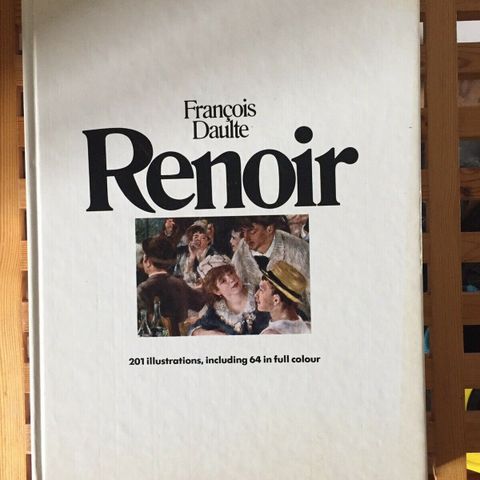 François
Daulte
Renoir
201 illustrations, including 64 in full colour